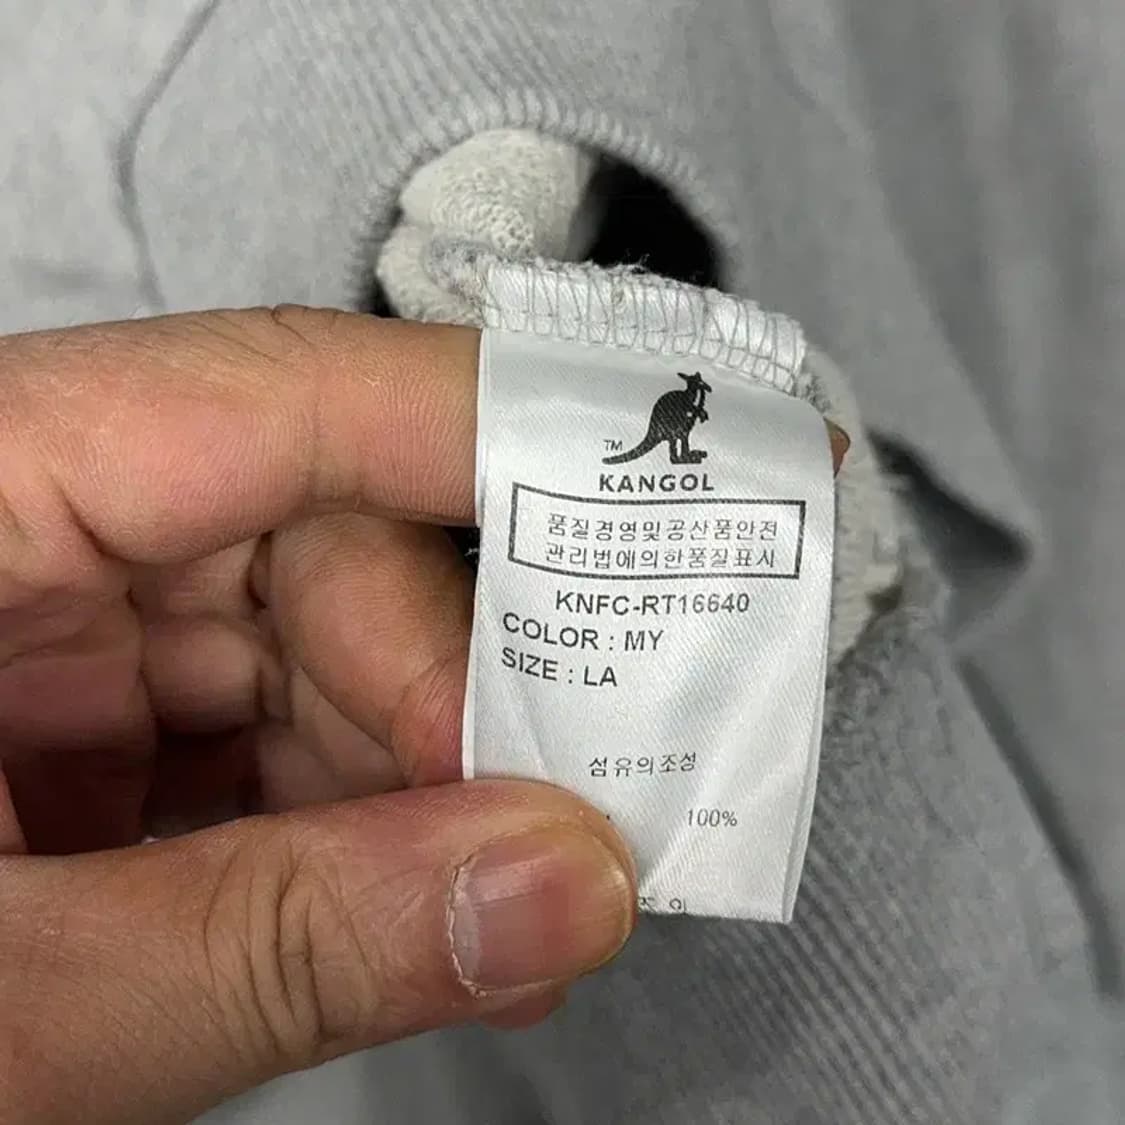 TM
KANGOL
품질경영및공산품안전
관리법에의한품질표시
KNFC-RT16640
COLOR : MY
SIZE : LA
섬유의조성
100%